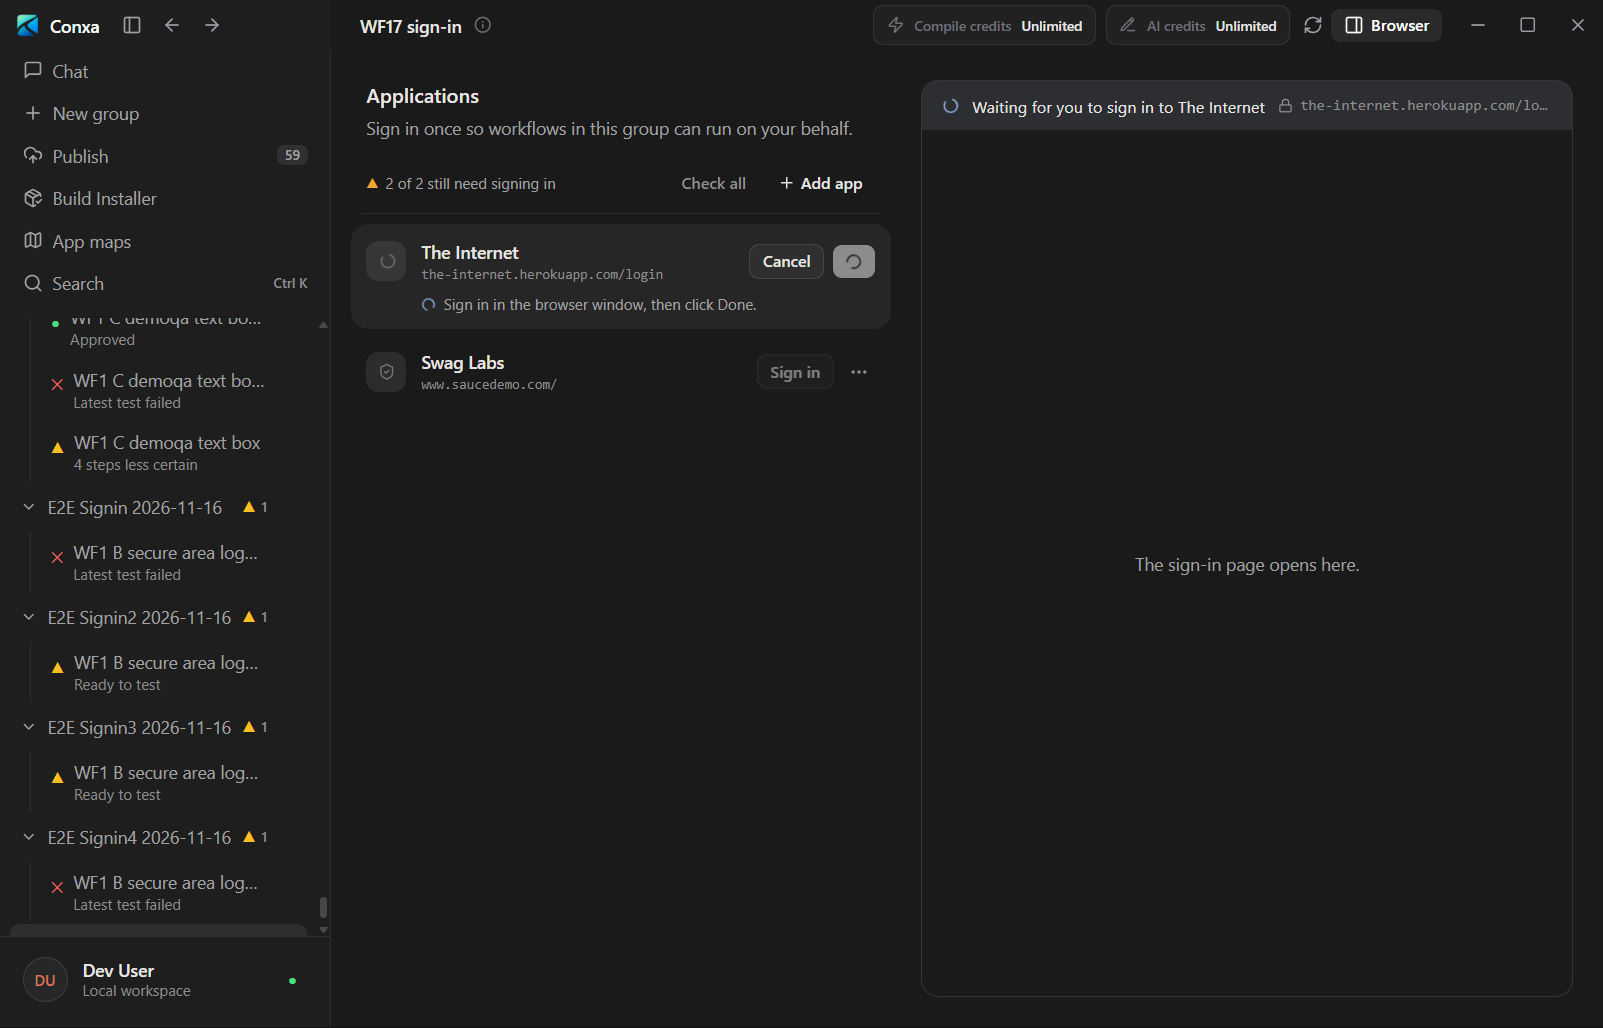 Conxa
Chat
New group
Publish 59
Build Installer
App maps
Search Ctrl K
WF1 C demoqa text bo...
Approved
WF1 C demoqa text bo...
Latest test failed
WF1 C demoqa text box
4 steps less certain
E2E Signin 2026-11-16 1
WF1 B secure area log...
Latest test failed
E2E Signin2 2026-11-16 1
WF1 B secure area log...
Ready to test
E2E Signin3 2026-11-16 1
WF1 B secure area log...
Ready to test
E2E Signin4 2026-11-16 1
WF1 B secure area log...
Latest test failed
DU
Dev User
Local workspace
WF17 sign-in
Compile credits Unlimited
AI credits Unlimited
Browser
Applications
Sign in once so workflows in this group can run on your behalf.
2 of 2 still need signing in
Check all
Add app
The Internet
the-internet.herokuapp.com/login
Cancel
Sign in in the browser window, then click Done.
Swag Labs
www.saucedemo.com/
Sign in
Waiting for you to sign in to The Internet the-internet.herokuapp.com/lo...
The sign-in page opens here.